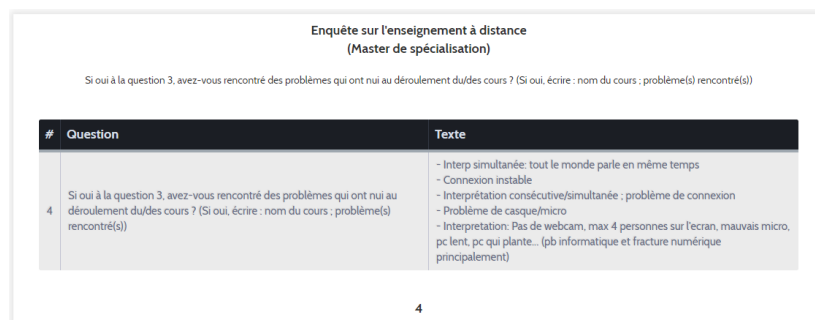 Enquête sur l'enseignement à distance
(Master de spécialisation)
Si oui à la question 3, avez-vous rencontré des problèmes qui ont nui au déroulement du/des cours ? (Si oui, écrire : nom du cours ; problème(s) rencontré(s))
# Question Texte
4
Si oui à la question 3, avez-vous rencontré des problèmes qui ont nui au
déroulement du/des cours ? (Si oui, écrire : nom du cours ; problème(s)
rencontré(s))
- Interp simultanée: tout le monde parle en même temps
- Connexion instable
- Interprétation consécutive/simultanée ; problème de connexion
- Problème de casque/micro
- Interpretation: Pas de webcam, max 4 personnes sur l'ecran, mauvais micro,
pc lent, pc qui plante... (pb informatique et fracture numérique
principalement)
4